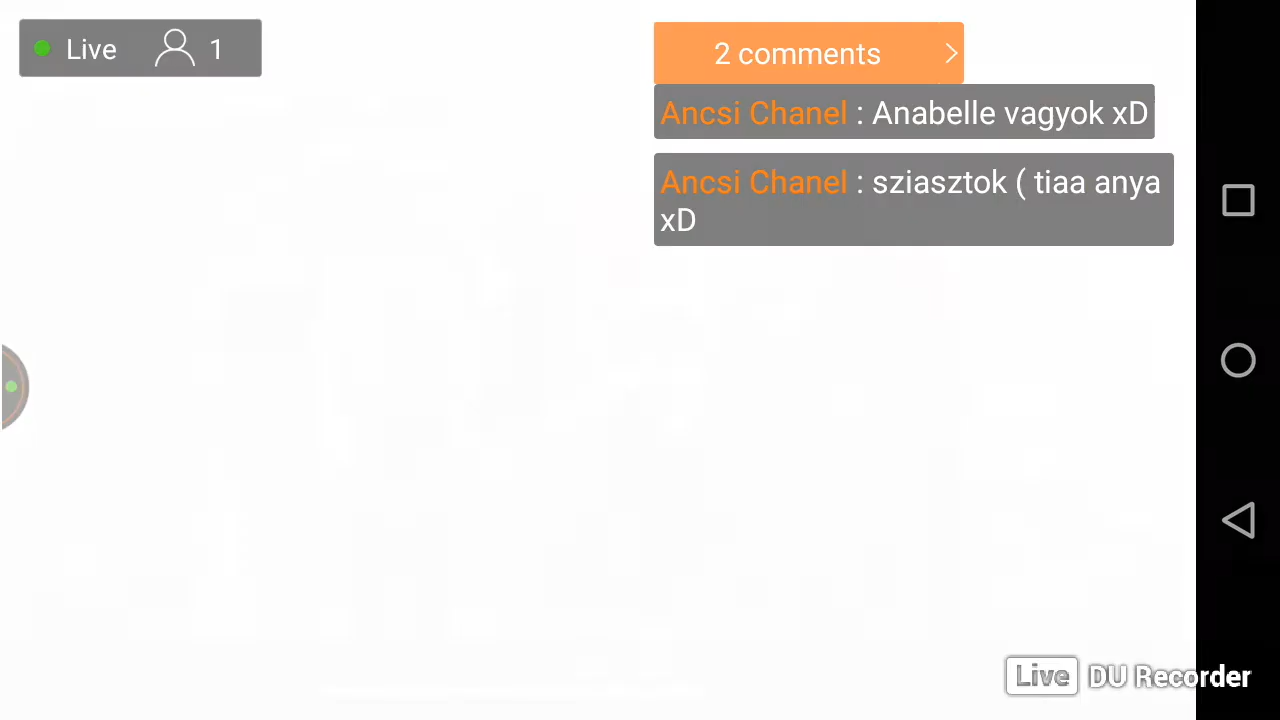 Live 1
2 comments
Ancsi Chanel : Anabelle vagyok xD
Ancsi Chanel : sziasztok ( tiaa anya
xD
Live DU Recorder